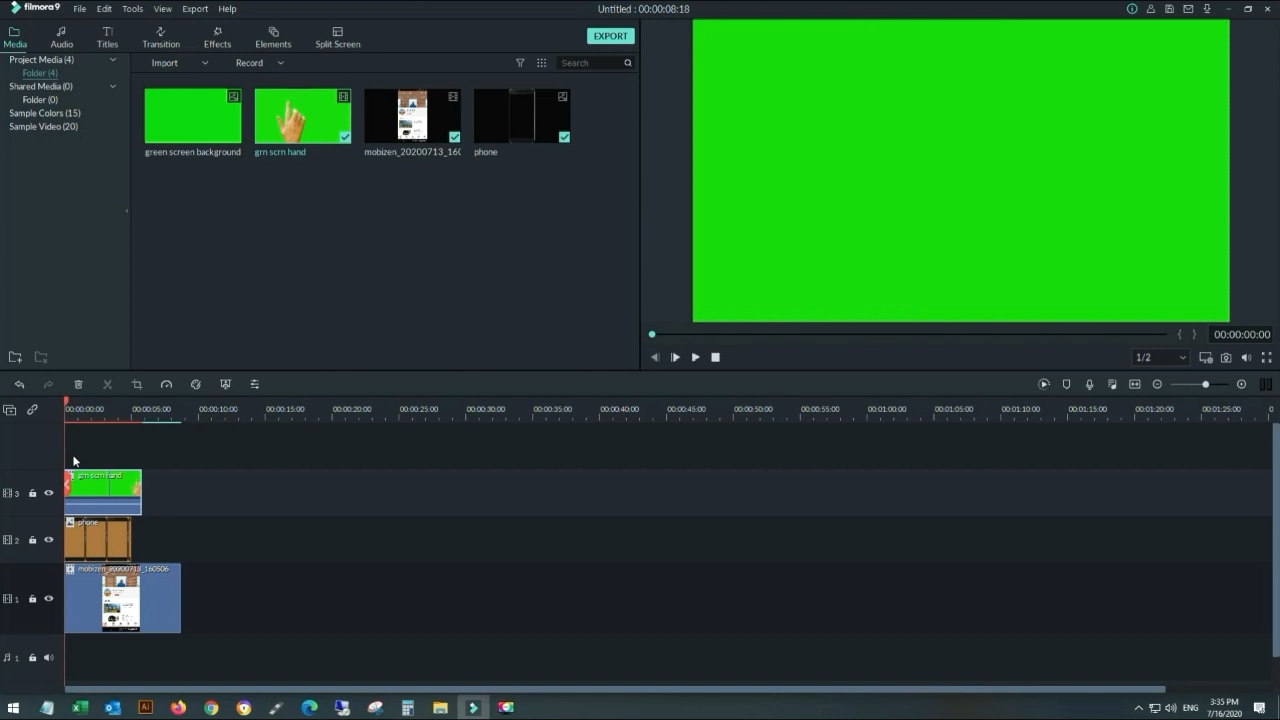 filmora9 File Edit Tools View Export Help Untitled : 00:00:08:18
Media Audio Titles Transition Effects Elements Split Screen EXPORT
Project Media (4)
Folder (4)
Shared Media (0)
Folder (0)
Sample Colors (15)
Sample Video (20)
Import Record Search
green screen background grn scrn hand mobizen_20200713_160 phone
00:00:00:00
1/2
00:00:00:00 00:00:05:00 00:00:10:00 00:00:15:00 00:00:20:00 00:00:25:00 00:00:30:00 00:00:35:00 00:00:40:00 00:00:45:00 00:00:50:00 00:00:55:00 00:01:00:00 00:01:05:00 00:01:10:00 00:01:15:00 00:01:20:00 00:01:25:00 0
grn scrn hand
3
phone
2
mobizen_20200713_160506
1
1
Ai
ENG 3:35 PM
7/16/2020